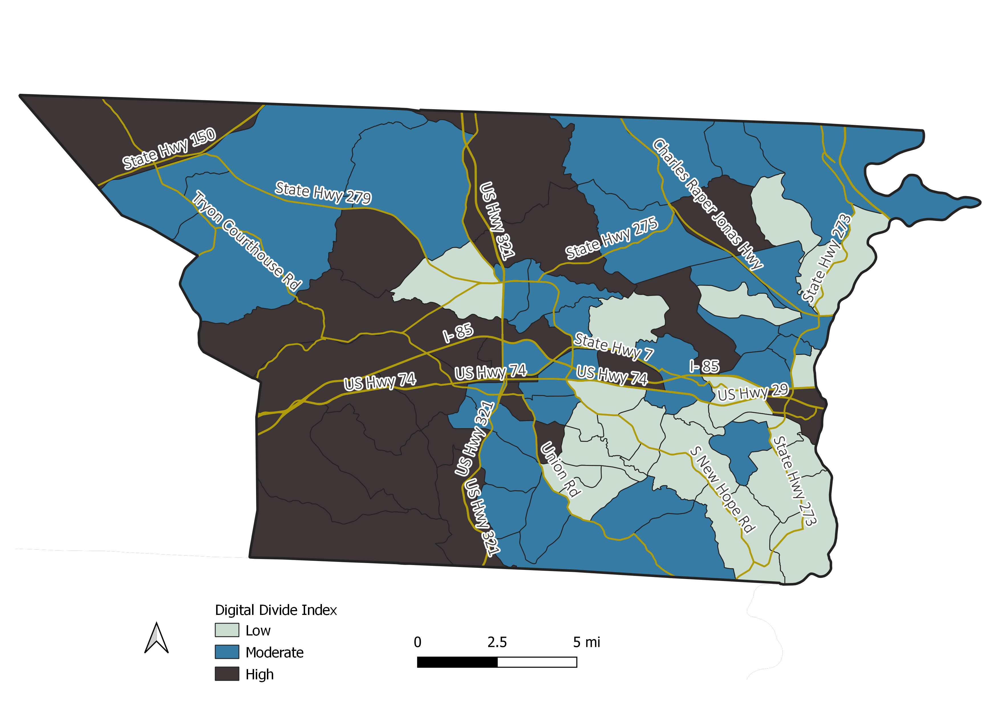 State Hwy 150
Charles Raper Jonas Hwy
State Hwy 279
US Hwy 321
Tryon Courthouse Rd
State Hwy 275
State Hwy 273
I- 85
State Hwy 7
I- 85
US Hwy 74
US Hwy 74
US Hwy 74
US Hwy 29
US Hwy 321
Union Rd
S New Hope Rd
State Hwy 273
US Hwy 321
Digital Divide Index
Low
Moderate
High
0 2.5 5 mi